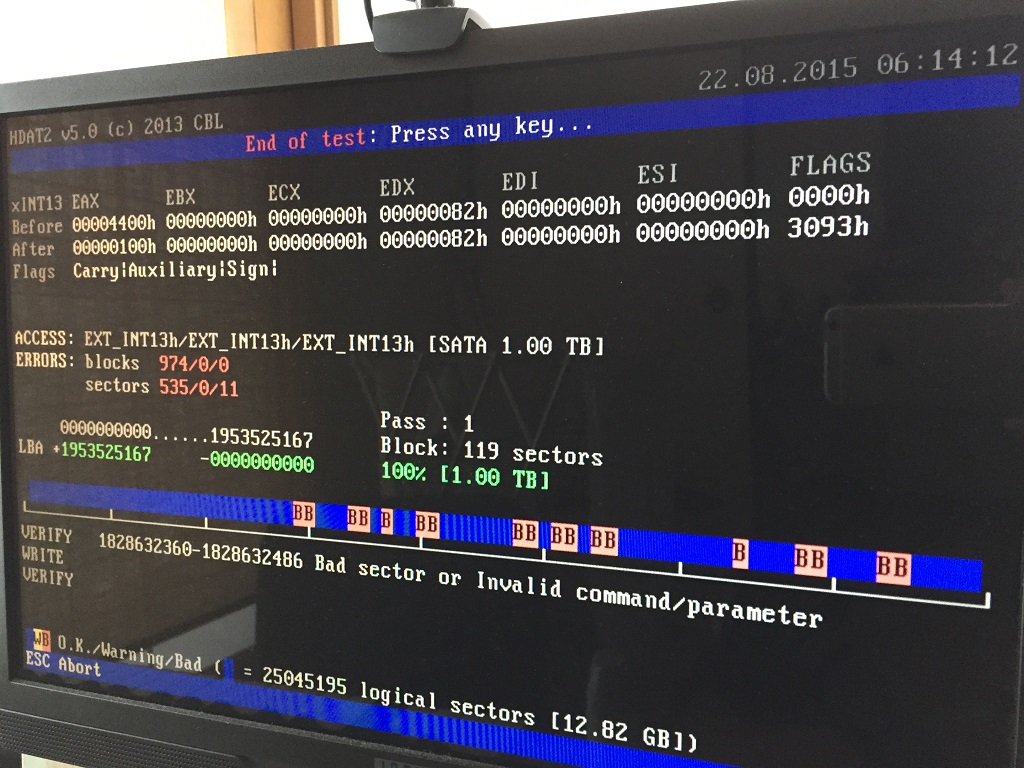 22.08.2015 06:14:12
HDAT2 v5.0 (c) 2013 CBL
End of test: Press any key...
xINT13 EAX EBX ECX EDX EDI ESI FLAGS
Before 00004400h 00000000h 00000000h 00000082h 00000000h 00000000h 0000h
After 00000100h 00000000h 00000000h 00000082h 00000000h 00000000h 3093h
Flags Carry|Auxiliary|Sign|
ACCESS: EXT_INT13h/EXT_INT13h/EXT_INT13h [SATA 1.00 TB]
ERRORS: blocks 974/0/0
sectors 535/0/11
0000000000......1953525167 Pass : 1
LBA +1953525167 -0000000000 Block: 119 sectors
100% [1.00 TB]
BB BB B BB BB BB BB B BB BB
VERIFY 1828632360-1828632486 Bad sector or Invalid command/parameter
WRITE
VERIFY
WB O.K./Warning/Bad ( = 25045195 logical sectors [12.82 GB])
ESC Abort